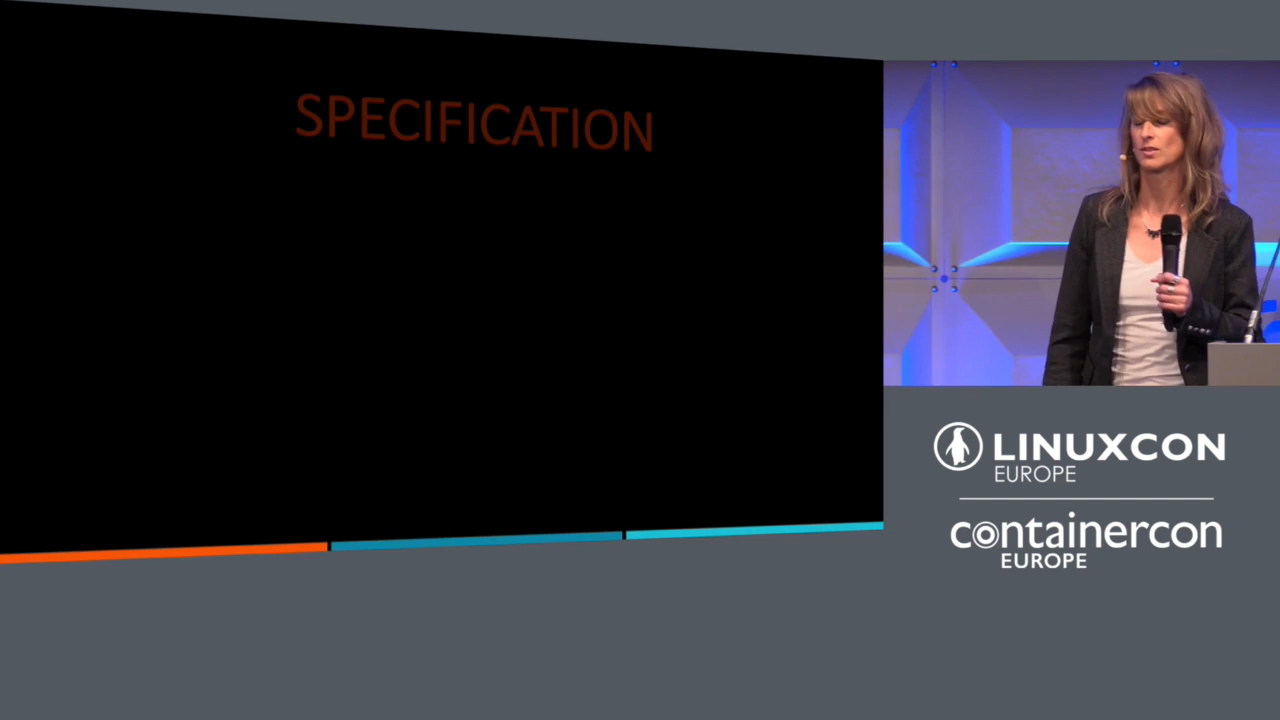 SPECIFICATION
LINUXCON
EUROPE
containercon
EUROPE